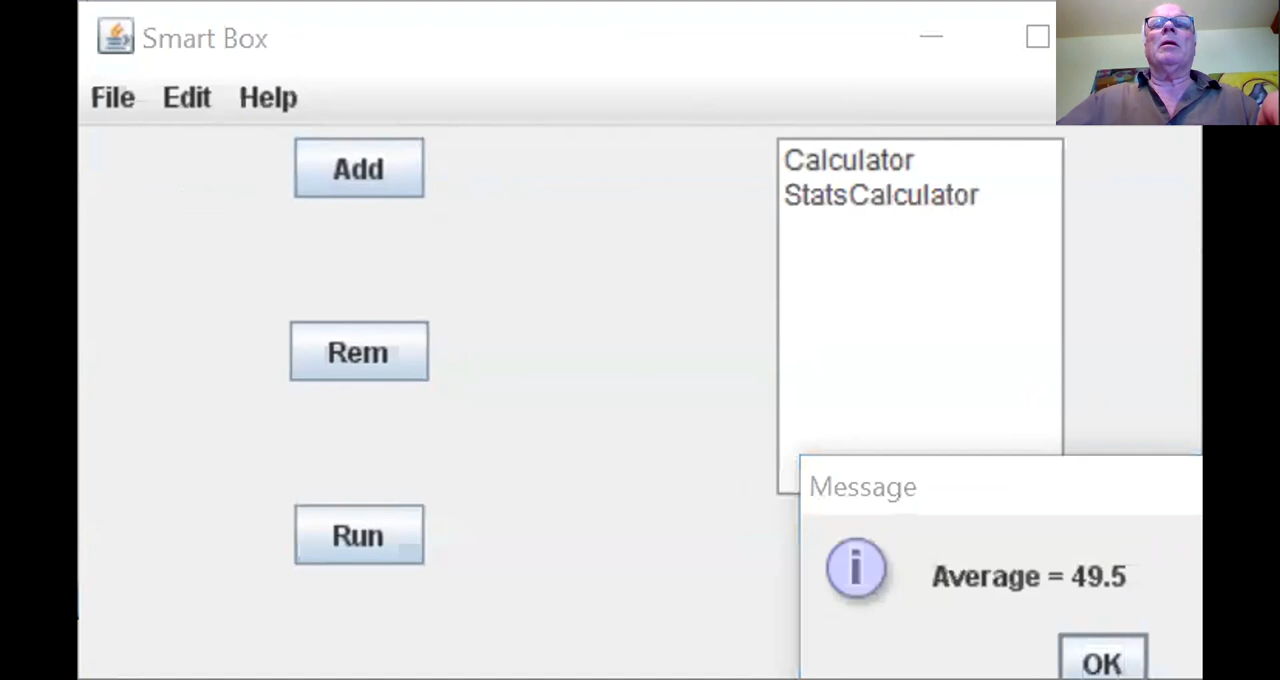 Smart Box
File Edit Help
Add
Calculator
StatsCalculator
Rem
Run
Message
i
Average = 49.5
OK